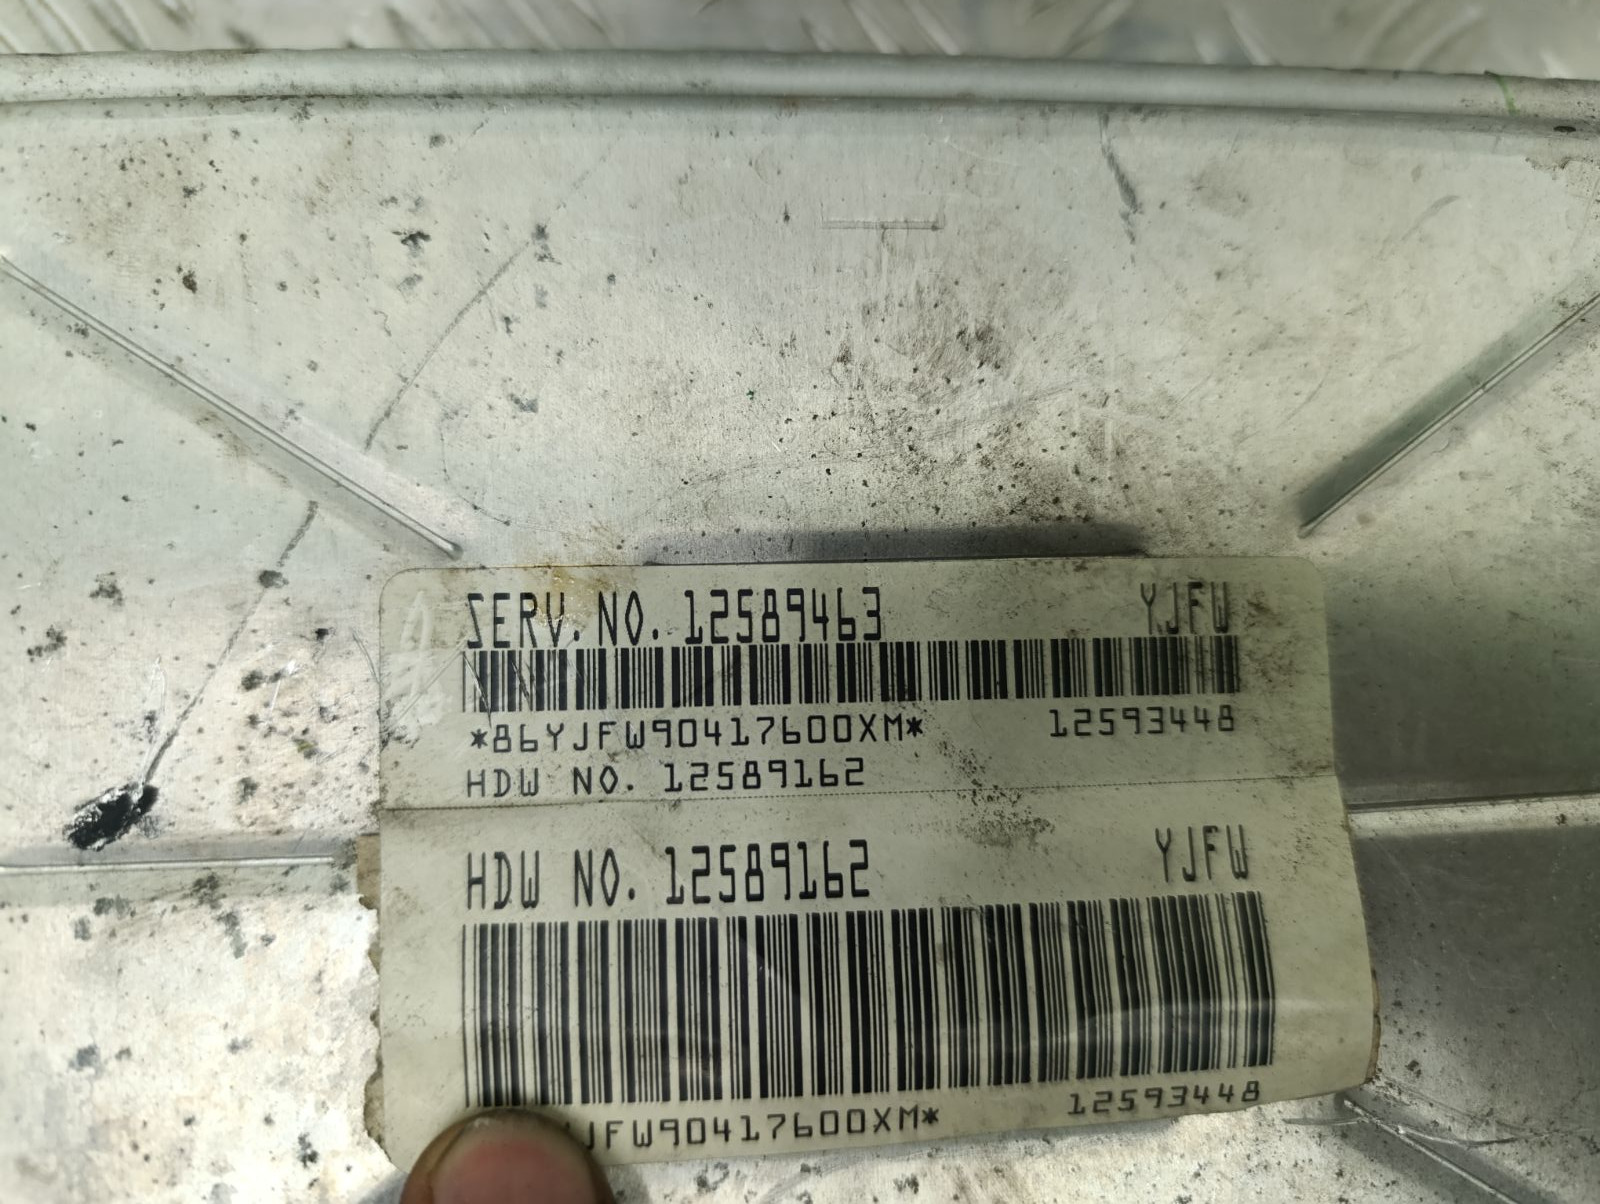 SERV. NO. 12589463 YJFW
*86YJFW90417600XM* 12593448
HDW NO. 12589162
HDW NO. 12589162 YJFW
JFW90417600XM* 12593448